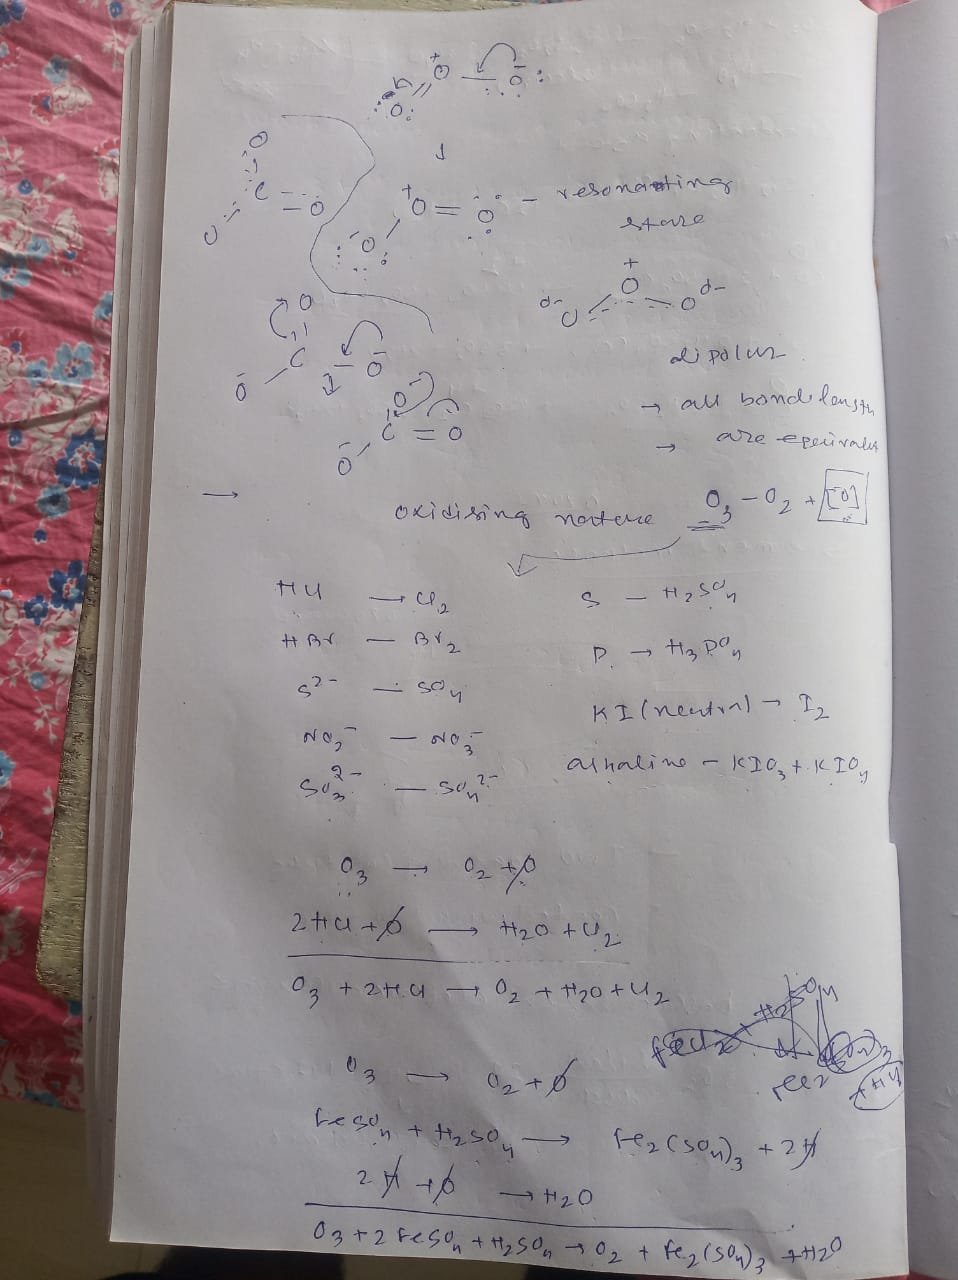 +
O = O — O :
↓
O
C = O
O
+
O = O - resonating
O state
+
d- O d-
O O
O
C — O
O
dipolus
O
C = O
O
→ all bond length
→ are equivalent
→ oxidising nature O3 - O2 + [O]
HCl → Cl2
S - H2SO4
HBr - Br2
P. → H3PO4
S2- - SO4
KI (neutral) → I2
NO2- - NO3-
alkaline - KIO3 + KIO4
SO3 2- - SO4 2-
O3 → O2 + O
2HCl + O → H2O + Cl2
O3 + 2HCl → O2 + H2O + Cl2
O3 → O2 + O
FeSO4 + H2SO4 → Fe2(SO4)3 + 2H
2H + O → H2O
O3 + 2FeSO4 + H2SO4 → O2 + Fe2(SO4)3 + H2O